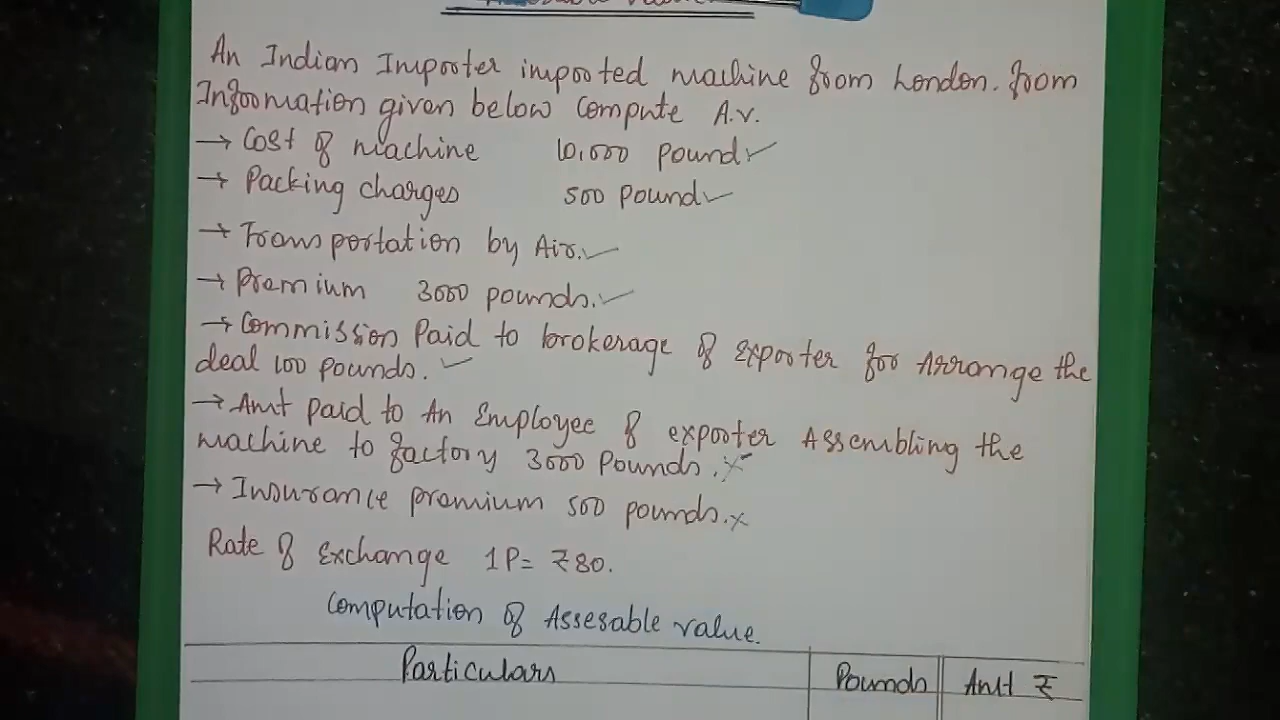 An Indian Importer imported machine from London. from
Information given below compute A.V.
→ Cost of machine 10,000 pound ✓
→ Packing charges 500 pound ✓
→ Transportation by Air. ✓
→ Premium 3000 pounds. ✓
→ Commission Paid to brokerage of exporter for Arrange the
deal 100 pounds. ✓
→ Amt paid to An Employee of exporter Assembling the
machine to factory 3000 Pounds. ×
→ Insurance premium 500 pounds. ×
Rate of Exchange 1P = ₹80.
Computation of Assesable value.
Particulars Pounds Amt ₹